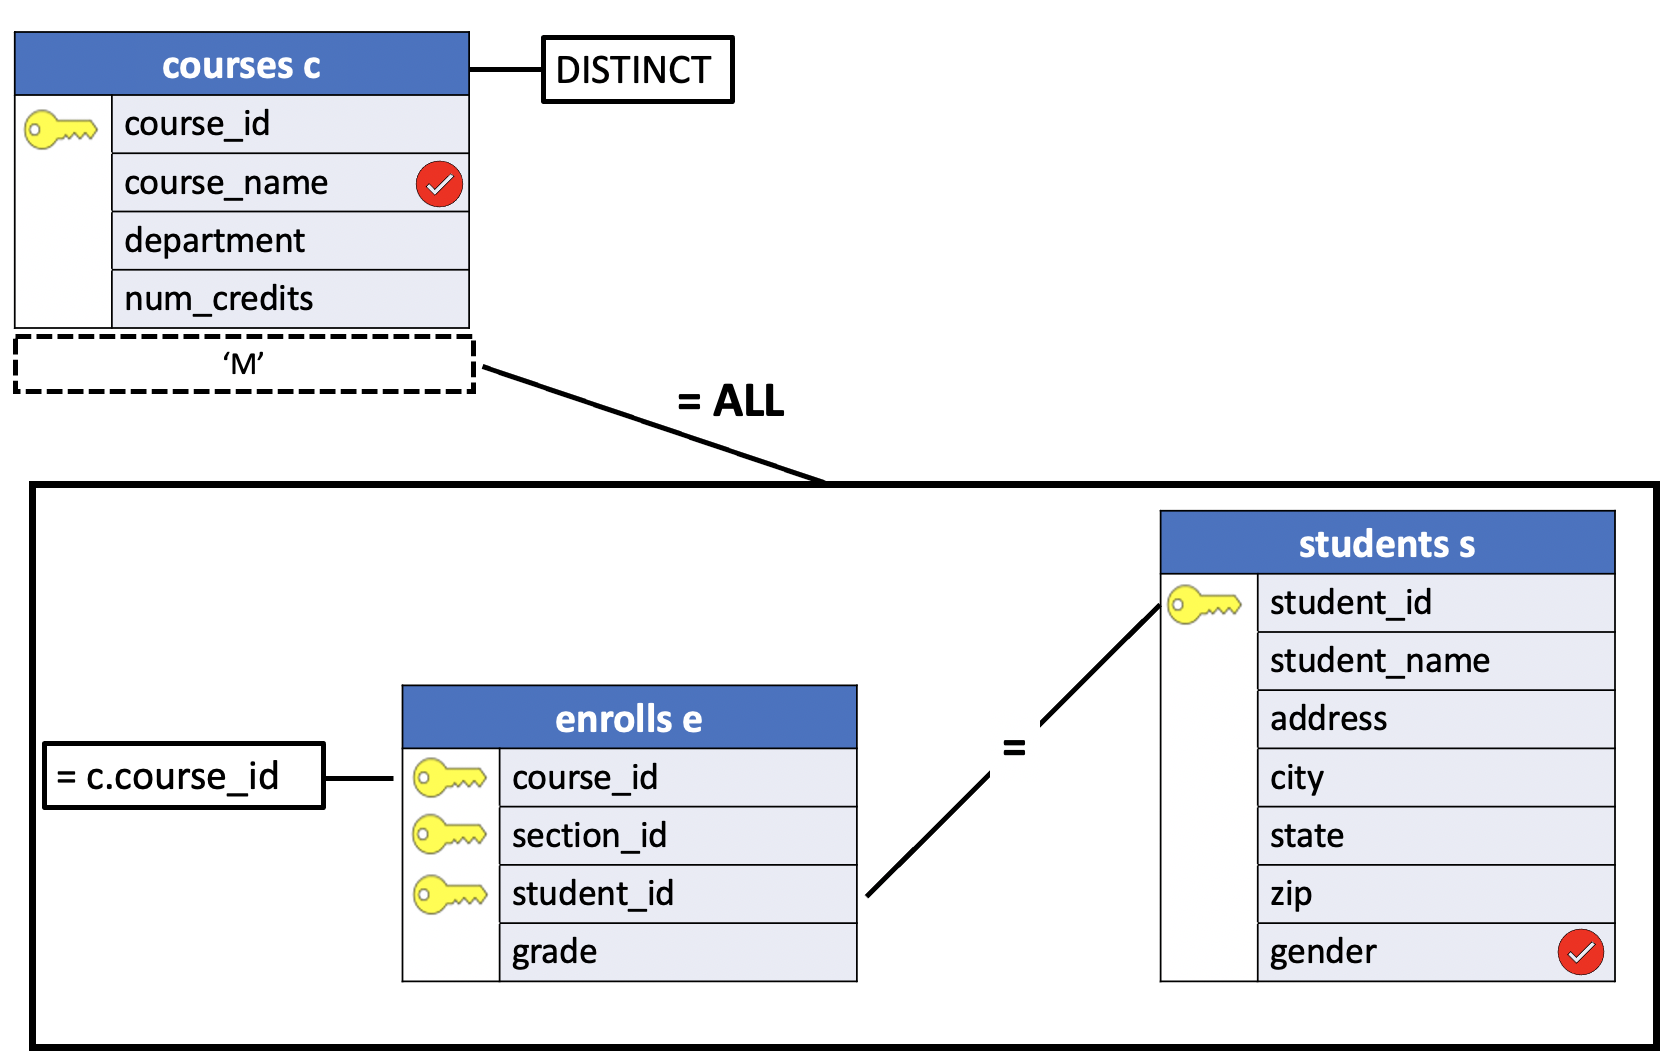 courses c
DISTINCT
course_id
course_name
department
num_credits
‘M’
= ALL
students s
student_id
student_name
address
city
state
zip
gender
=
enrolls e
= c.course_id
course_id
section_id
student_id
grade